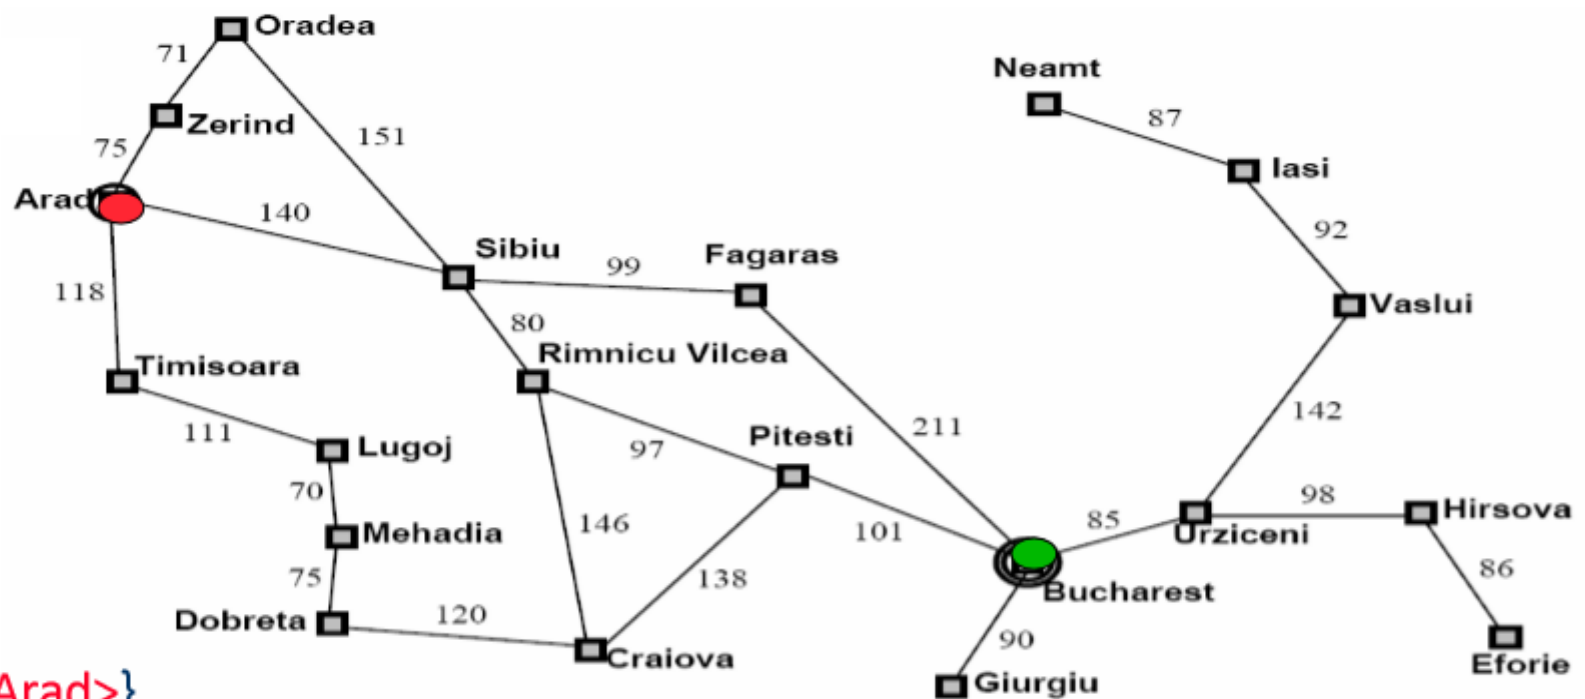 Oradea
71
Neamt
87
Zerind
151
75
Iasi
Arad
140
92
Sibiu
Fagaras
99
118
Vaslui
80
Rimnicu Vilcea
Timisoara
142
211
111
Pitesti
97
Lugoj
70
98
Hirsova
146
101
85
Urziceni
Mehadia
75
138
86
Bucharest
Dobreta
120
90
Craiova
Eforie
Giurgiu
Arad>}